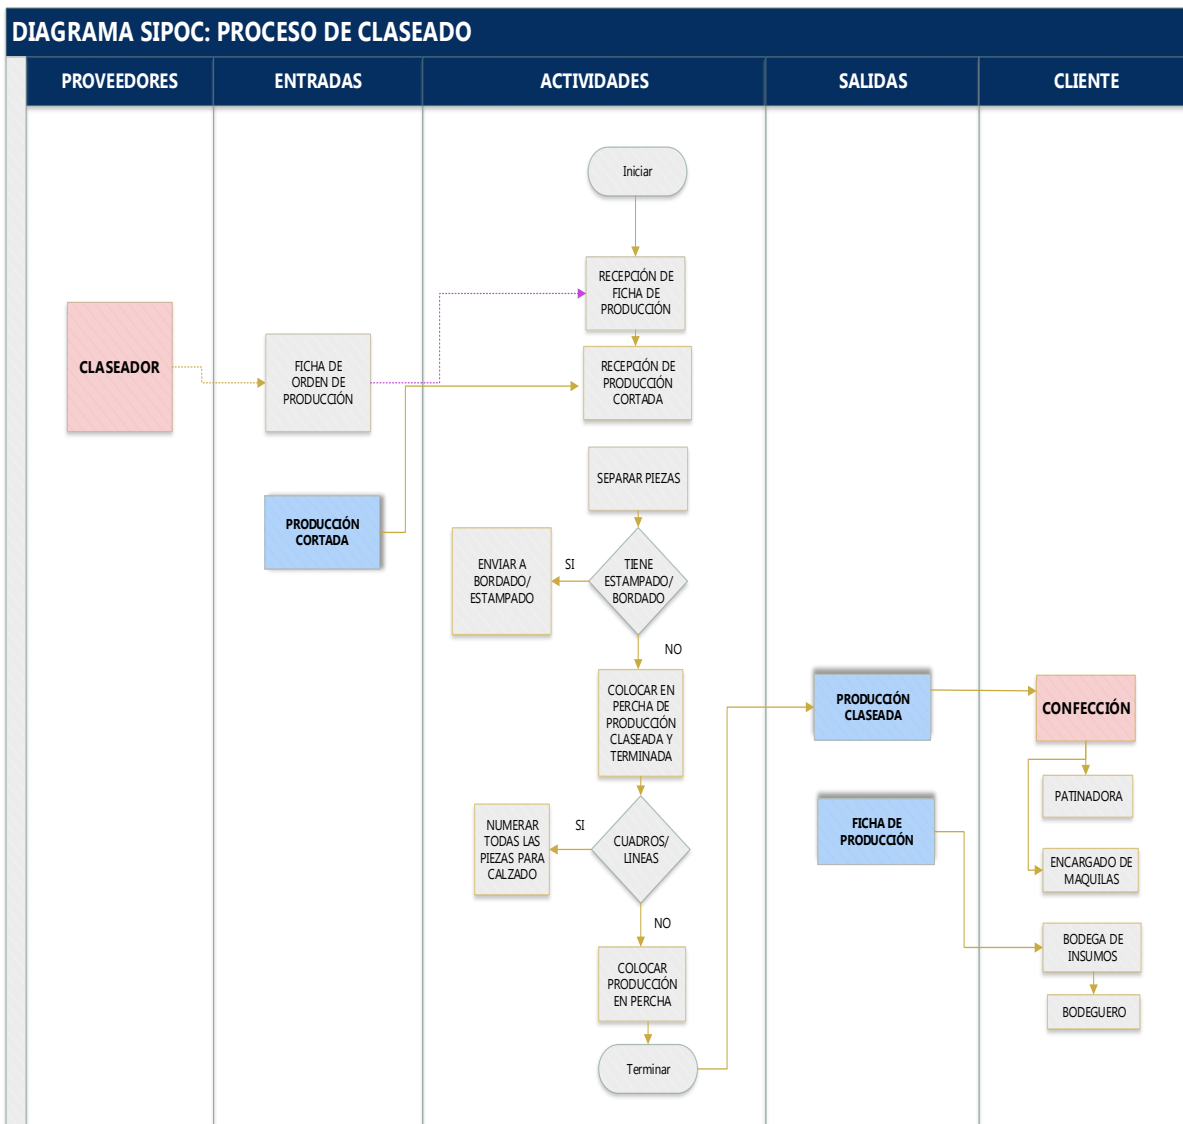 DIAGRAMA SIPOC: PROCESO DE CLASEADO
PROVEEDORES
ENTRADAS
ACTIVIDADES
SALIDAS
CLIENTE
Iniciar
RECEPCIÓN DE
FICHA DE
PRODUCCIÓN
CLASEADOR
FICHA DE
ORDEN DE
PRODUCCIÓN
RECEPCIÓN DE
PRODUCCIÓN
CORTADA
SEPARAR PIEZAS
PRODUCCIÓN
CORTADA
ENVIAR A
BORDADO/
ESTAMPADO
SI
TIENE
ESTAMPADO/
BORDADO
NO
COLOCAR EN
PERCHA DE
PRODUCCIÓN
CLASEADA Y
TERMINADA
PRODUCCIÓN
CLASEADA
CONFECCIÓN
PATINADORA
NUMERAR
TODAS LAS
PIEZAS PARA
CALZADO
SI
CUADROS/
LINEAS
FICHA DE
PRODUCCIÓN
ENCARGADO DE
MAQUILAS
NO
BODEGA DE
INSUMOS
COLOCAR
PRODUCCIÓN
EN PERCHA
BODEGUERO
Terminar